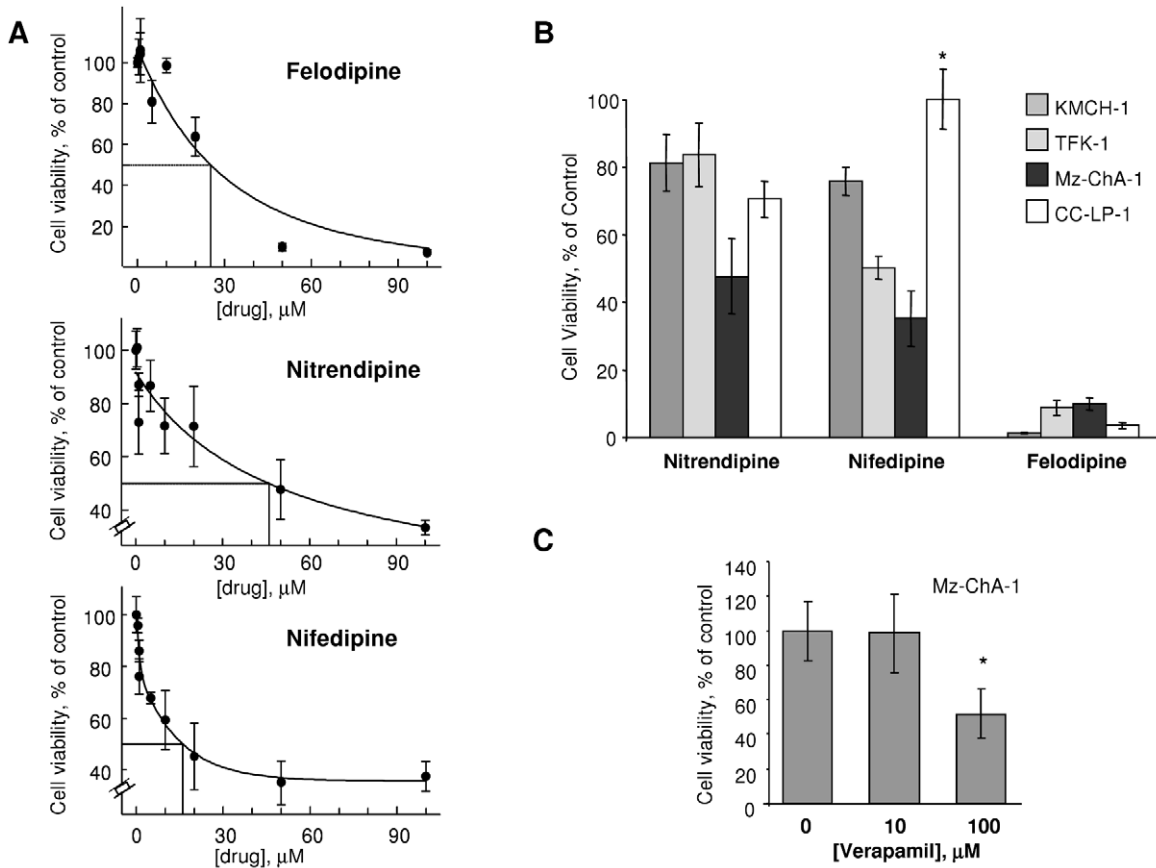 A
Felodipine
Cell viability, % of control
100
80
60
40
20
0 30 60 90
[drug], μM
Nitrendipine
Cell viability, % of control
100
80
60
40
0 30 60 90
[drug], μM
Nifedipine
Cell viability, % of control
100
80
60
40
0 30 60 90
[drug], μM
B
*
KMCH-1
TFK-1
Mz-ChA-1
CC-LP-1
Cell Viability, % of Control
100
80
60
40
20
0
Nitrendipine Nifedipine Felodipine
C
Mz-ChA-1
*
Cell viability, % of control
140
120
100
80
60
40
20
0
0 10 100
[Verapamil], μM